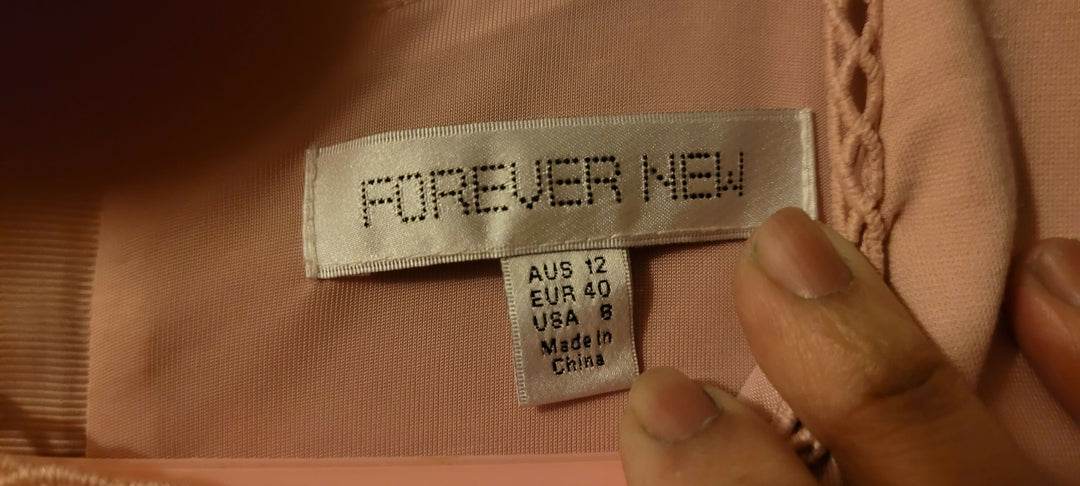 FOREVER NEW
AUS 12
EUR 40
USA 8
Made in
China